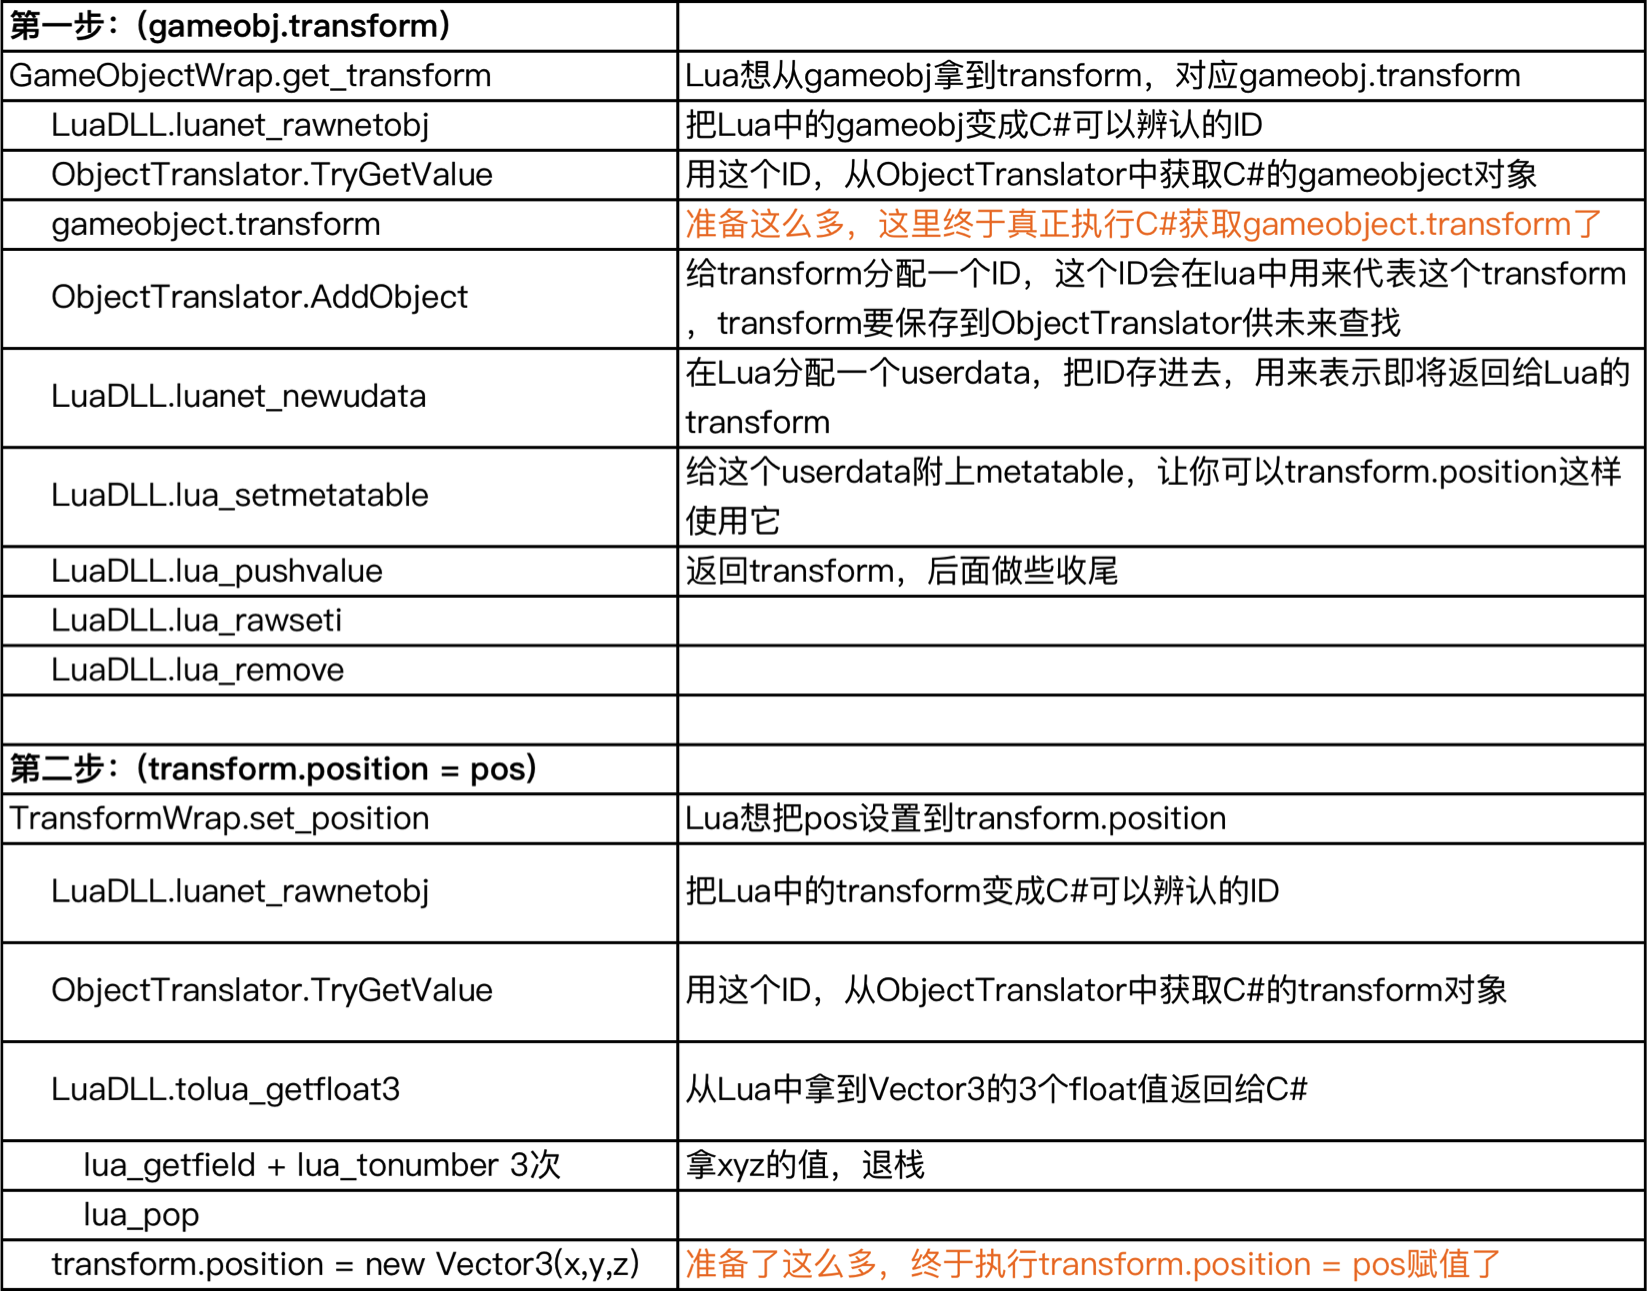 第一步：(gameobj.transform)
GameObjectWrap.get_transform
Lua想从gameobj拿到transform，对应gameobj.transform
LuaDLL.luanet_rawnetobj
把Lua中的gameobj变成C#可以辨认的ID
ObjectTranslator.TryGetValue
用这个ID，从ObjectTranslator中获取C#的gameobject对象
gameobject.transform
准备这么多，这里终于真正执行C#获取gameobject.transform了
ObjectTranslator.AddObject
给transform分配一个ID，这个ID会在lua中用来代表这个transform
，transform要保存到ObjectTranslator供未来查找
LuaDLL.luanet_newudata
在Lua分配一个userdata，把ID存进去，用来表示即将返回给Lua的
transform
LuaDLL.lua_setmetatable
给这个userdata附上metatable，让你可以transform.position这样
使用它
LuaDLL.lua_pushvalue
返回transform，后面做些收尾
LuaDLL.lua_rawseti
LuaDLL.lua_remove
第二步：(transform.position = pos)
TransformWrap.set_position
Lua想把pos设置到transform.position
LuaDLL.luanet_rawnetobj
把Lua中的transform变成C#可以辨认的ID
ObjectTranslator.TryGetValue
用这个ID，从ObjectTranslator中获取C#的transform对象
LuaDLL.tolua_getfloat3
从Lua中拿到Vector3的3个float值返回给C#
lua_getfield + lua_tonumber 3次
拿xyz的值，退栈
lua_pop
transform.position = new Vector3(x,y,z)
准备了这么多，终于执行transform.position = pos赋值了